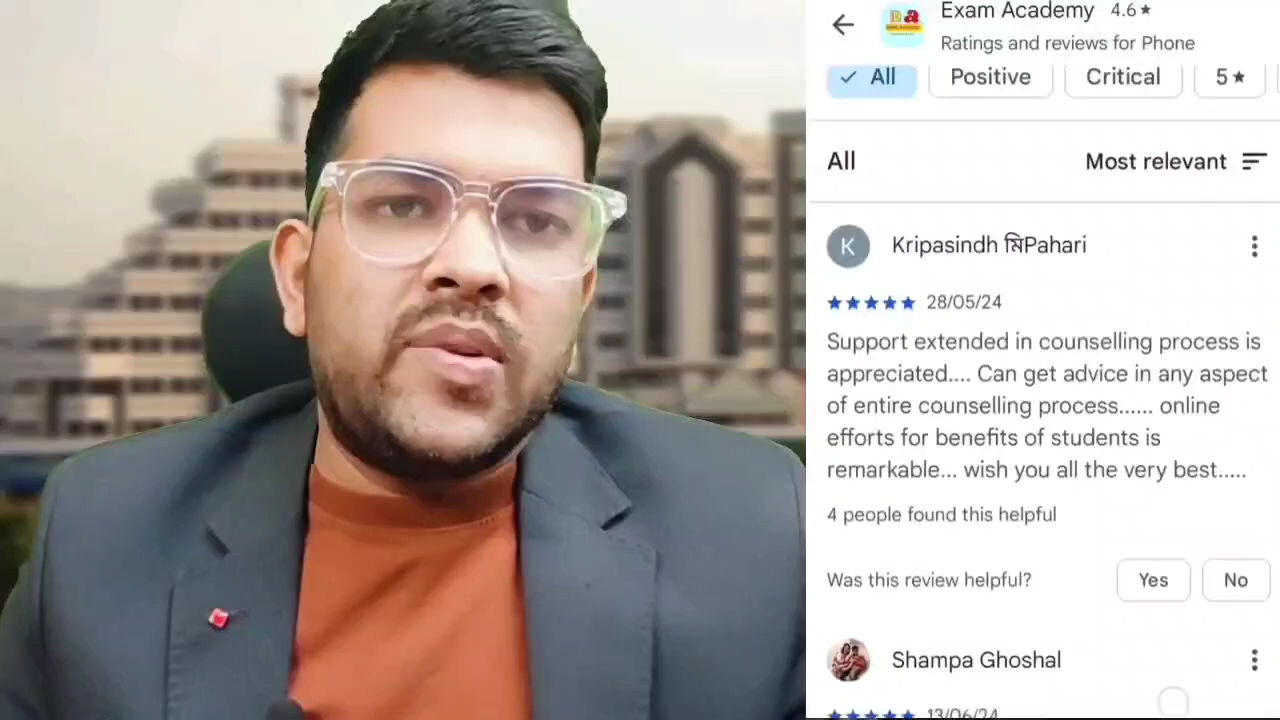 Exam Academy 4.6★
Ratings and reviews for Phone
All Positive Critical 5★
All Most relevant
K Kripasindh মিPahari
28/05/24
Support extended in counselling process is
appreciated.... Can get advice in any aspect
of entire counselling process...... online
efforts for benefits of students is
remarkable... wish you all the very best.....
4 people found this helpful
Was this review helpful? Yes No
Shampa Ghoshal
13/06/24